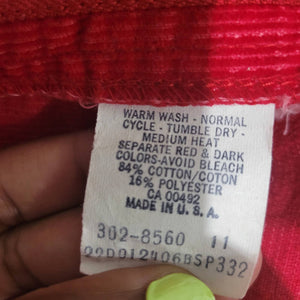 WARM WASH - NORMAL
CYCLE - TUMBLE DRY -
MEDIUM HEAT
SEPARATE RED & DARK
COLORS-AVOID BLEACH
84% COTTON/COTON
16% POLYESTER
CA 00492
MADE IN U.S.A.
302-8560 11
09D012406BSP332